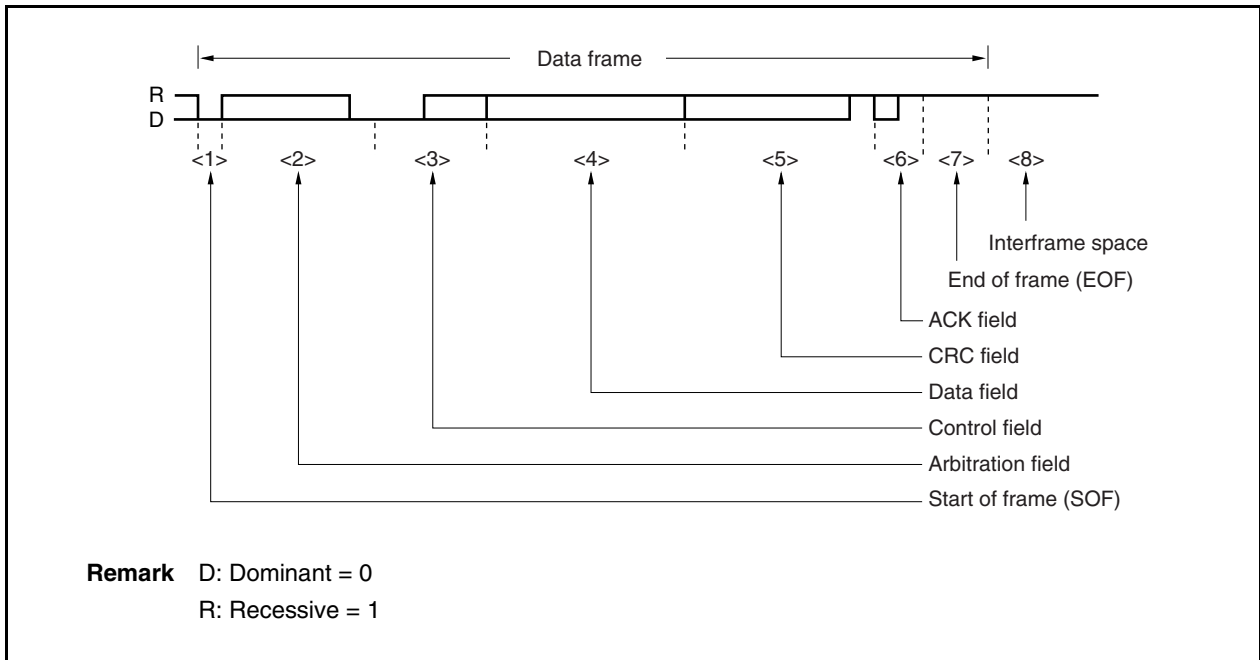 Data frame
R
D
<1> <2> <3> <4> <5> <6> <7> <8>
Interframe space
End of frame (EOF)
ACK field
CRC field
Data field
Control field
Arbitration field
Start of frame (SOF)
Remark D: Dominant = 0
R: Recessive = 1